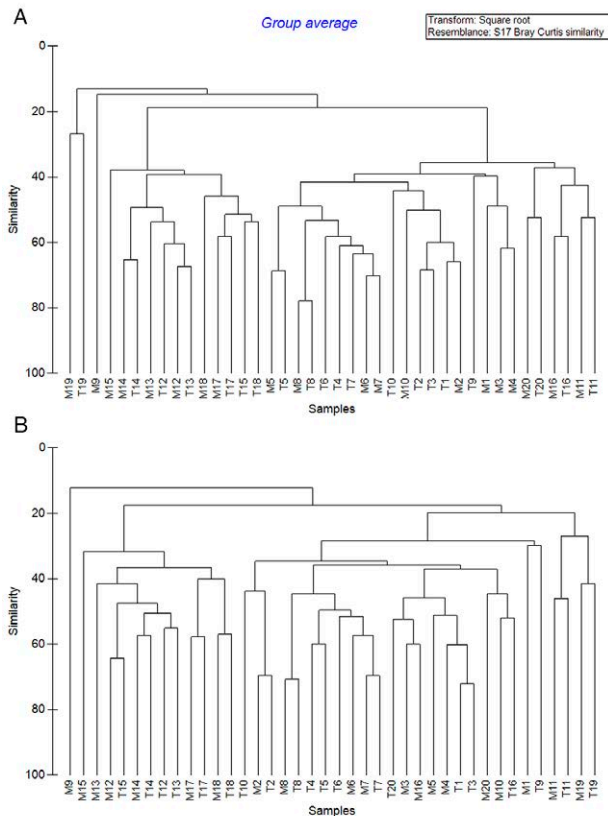 A
Group average
Transform: Square root
Resemblance: S17 Bray Curtis similarity
0
20
40
60
80
100
Similarity
M19 T19 M9 M15 M14 T14 M13 T12 M12 T13 M18 M17 T17 T15 T18 M5 T5 M8 T8 T6 T4 T7 M6 M7 T10 M10 T2 T3 T1 M2 T9 M1 M3 M4 M20 T20 M16 T16 M11 T11
Samples
B
0
20
40
60
80
100
Similarity
M9 M15 M13 M12 T15 M14 T14 T12 T13 M17 T17 M18 T18 T10 M2 T2 M8 T8 T4 T5 T6 M6 M7 T7 T20 M3 M16 M5 M4 T1 T3 M20 M10 T16 M1 T9 M11 T11 M19 T19
Samples